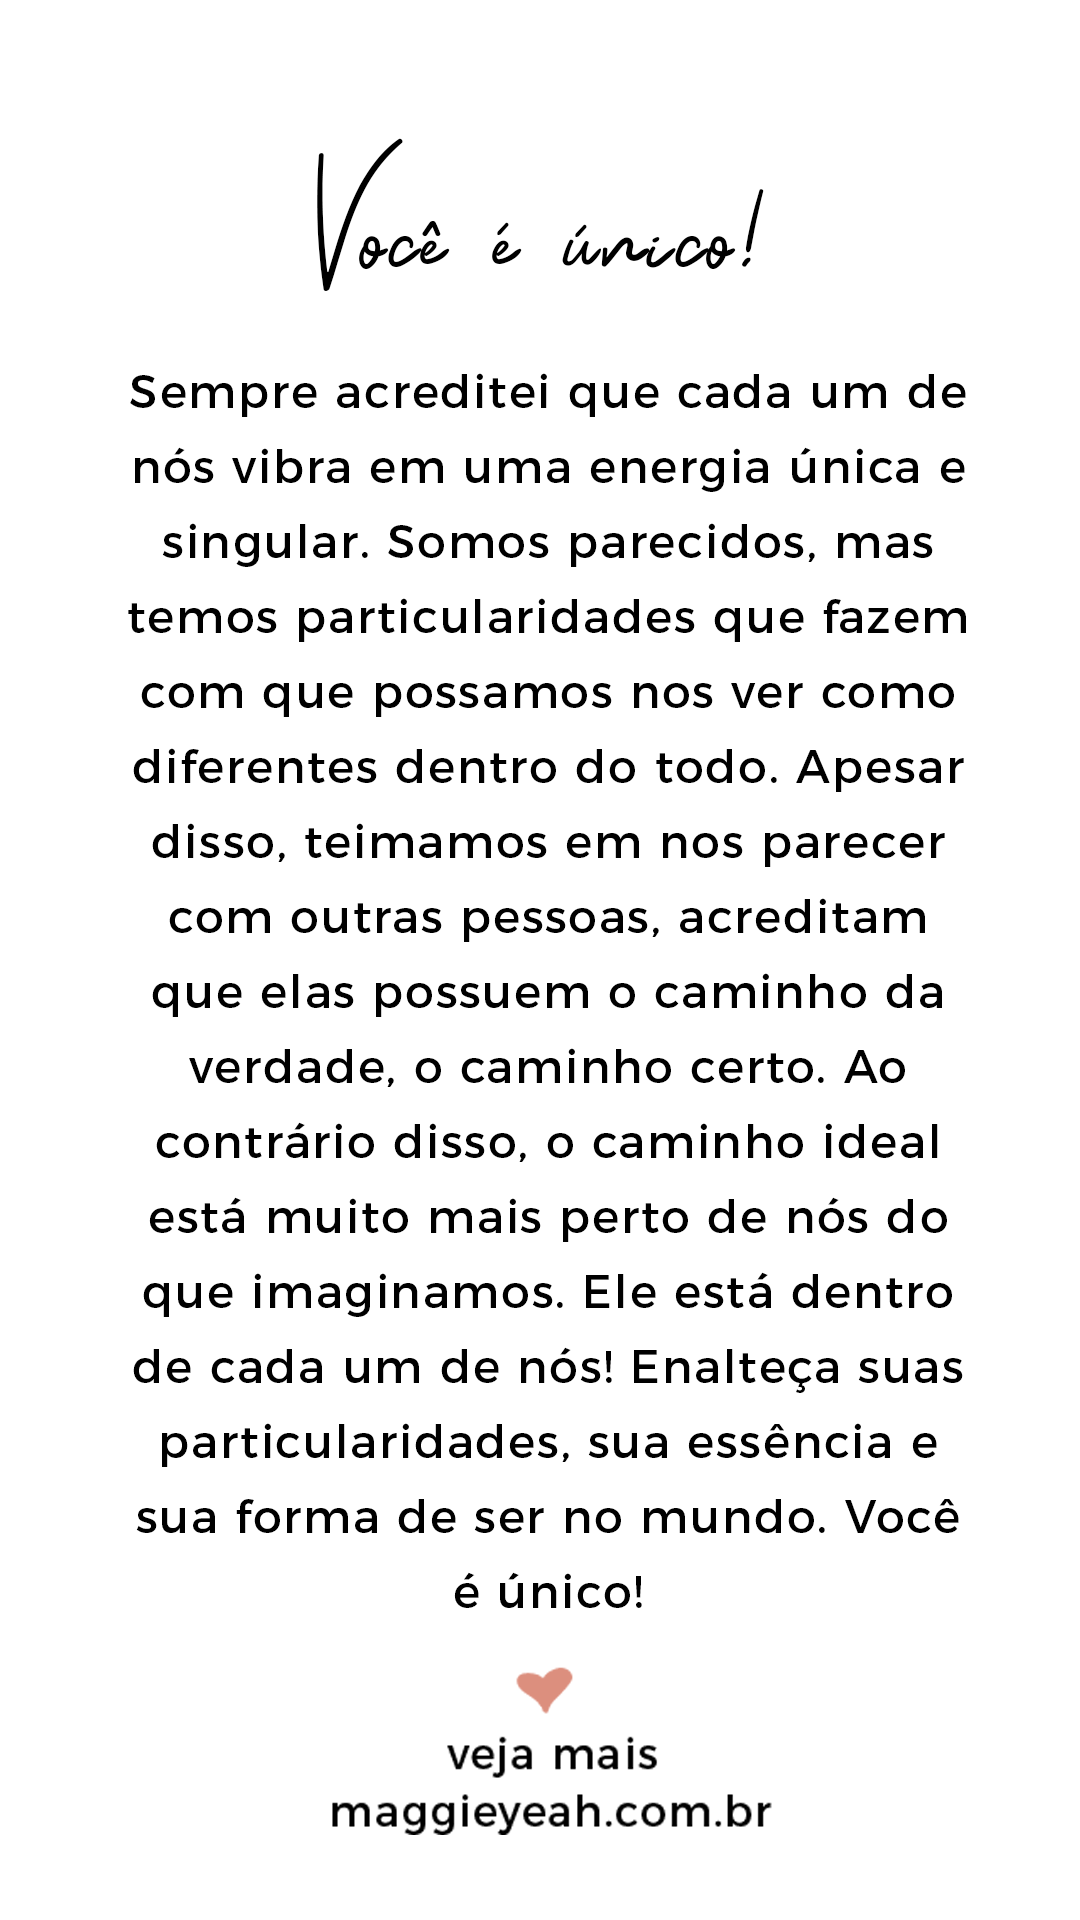 Você é único!
Sempre acreditei que cada um de
nós vibra em uma energia única e
singular. Somos parecidos, mas
temos particularidades que fazem
com que possamos nos ver como
diferentes dentro do todo. Apesar
disso, teimamos em nos parecer
com outras pessoas, acreditam
que elas possuem o caminho da
verdade, o caminho certo. Ao
contrário disso, o caminho ideal
está muito mais perto de nós do
que imaginamos. Ele está dentro
de cada um de nós! Enalteça suas
particularidades, sua essência e
sua forma de ser no mundo. Você
é único!
veja mais
maggieyeah.com.br